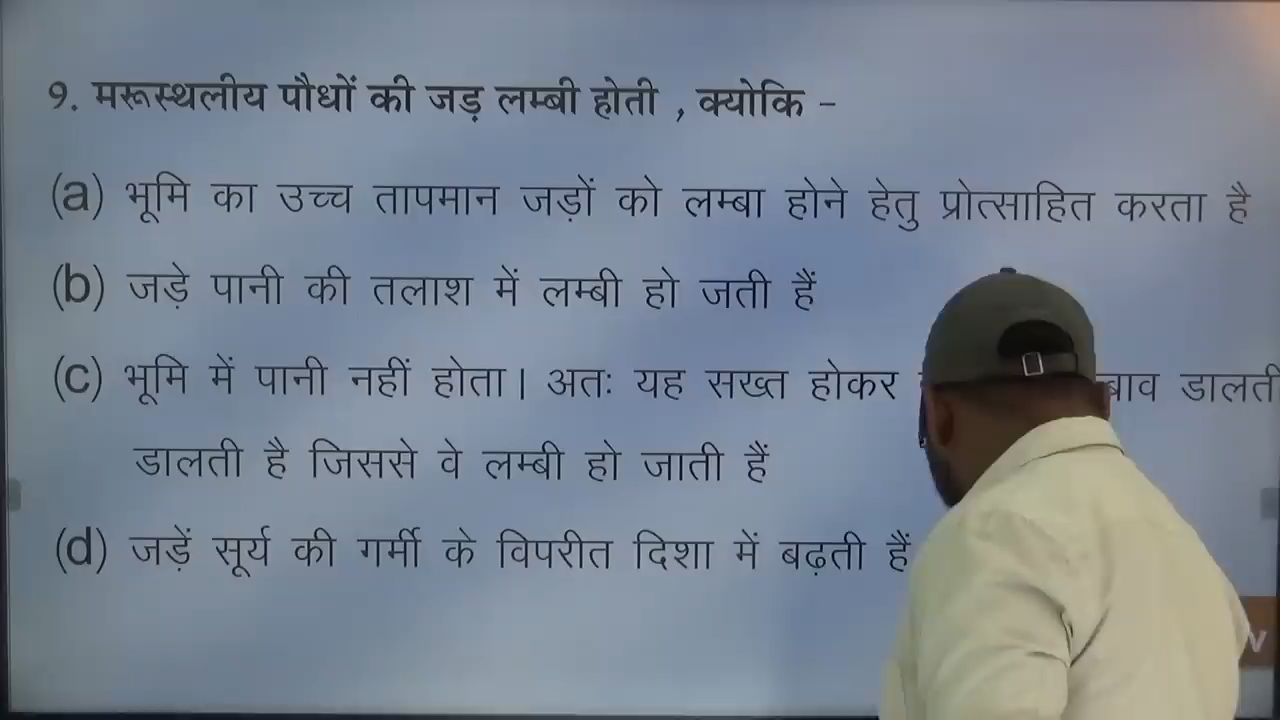 9. मरूस्थलीय पौधों की जड़ लम्बी होती , क्योकि -
(a) भूमि का उच्च तापमान जड़ों को लम्बा होने हेतु प्रोत्साहित करता है
(b) जड़े पानी की तलाश में लम्बी हो जती हैं
(c) भूमि में पानी नहीं होता। अतः यह सख्त होकर डालती
डालती है जिससे वे लम्बी हो जाती हैं
(d) जड़ें सूर्य की गर्मी के विपरीत दिशा में बढ़ती हैं